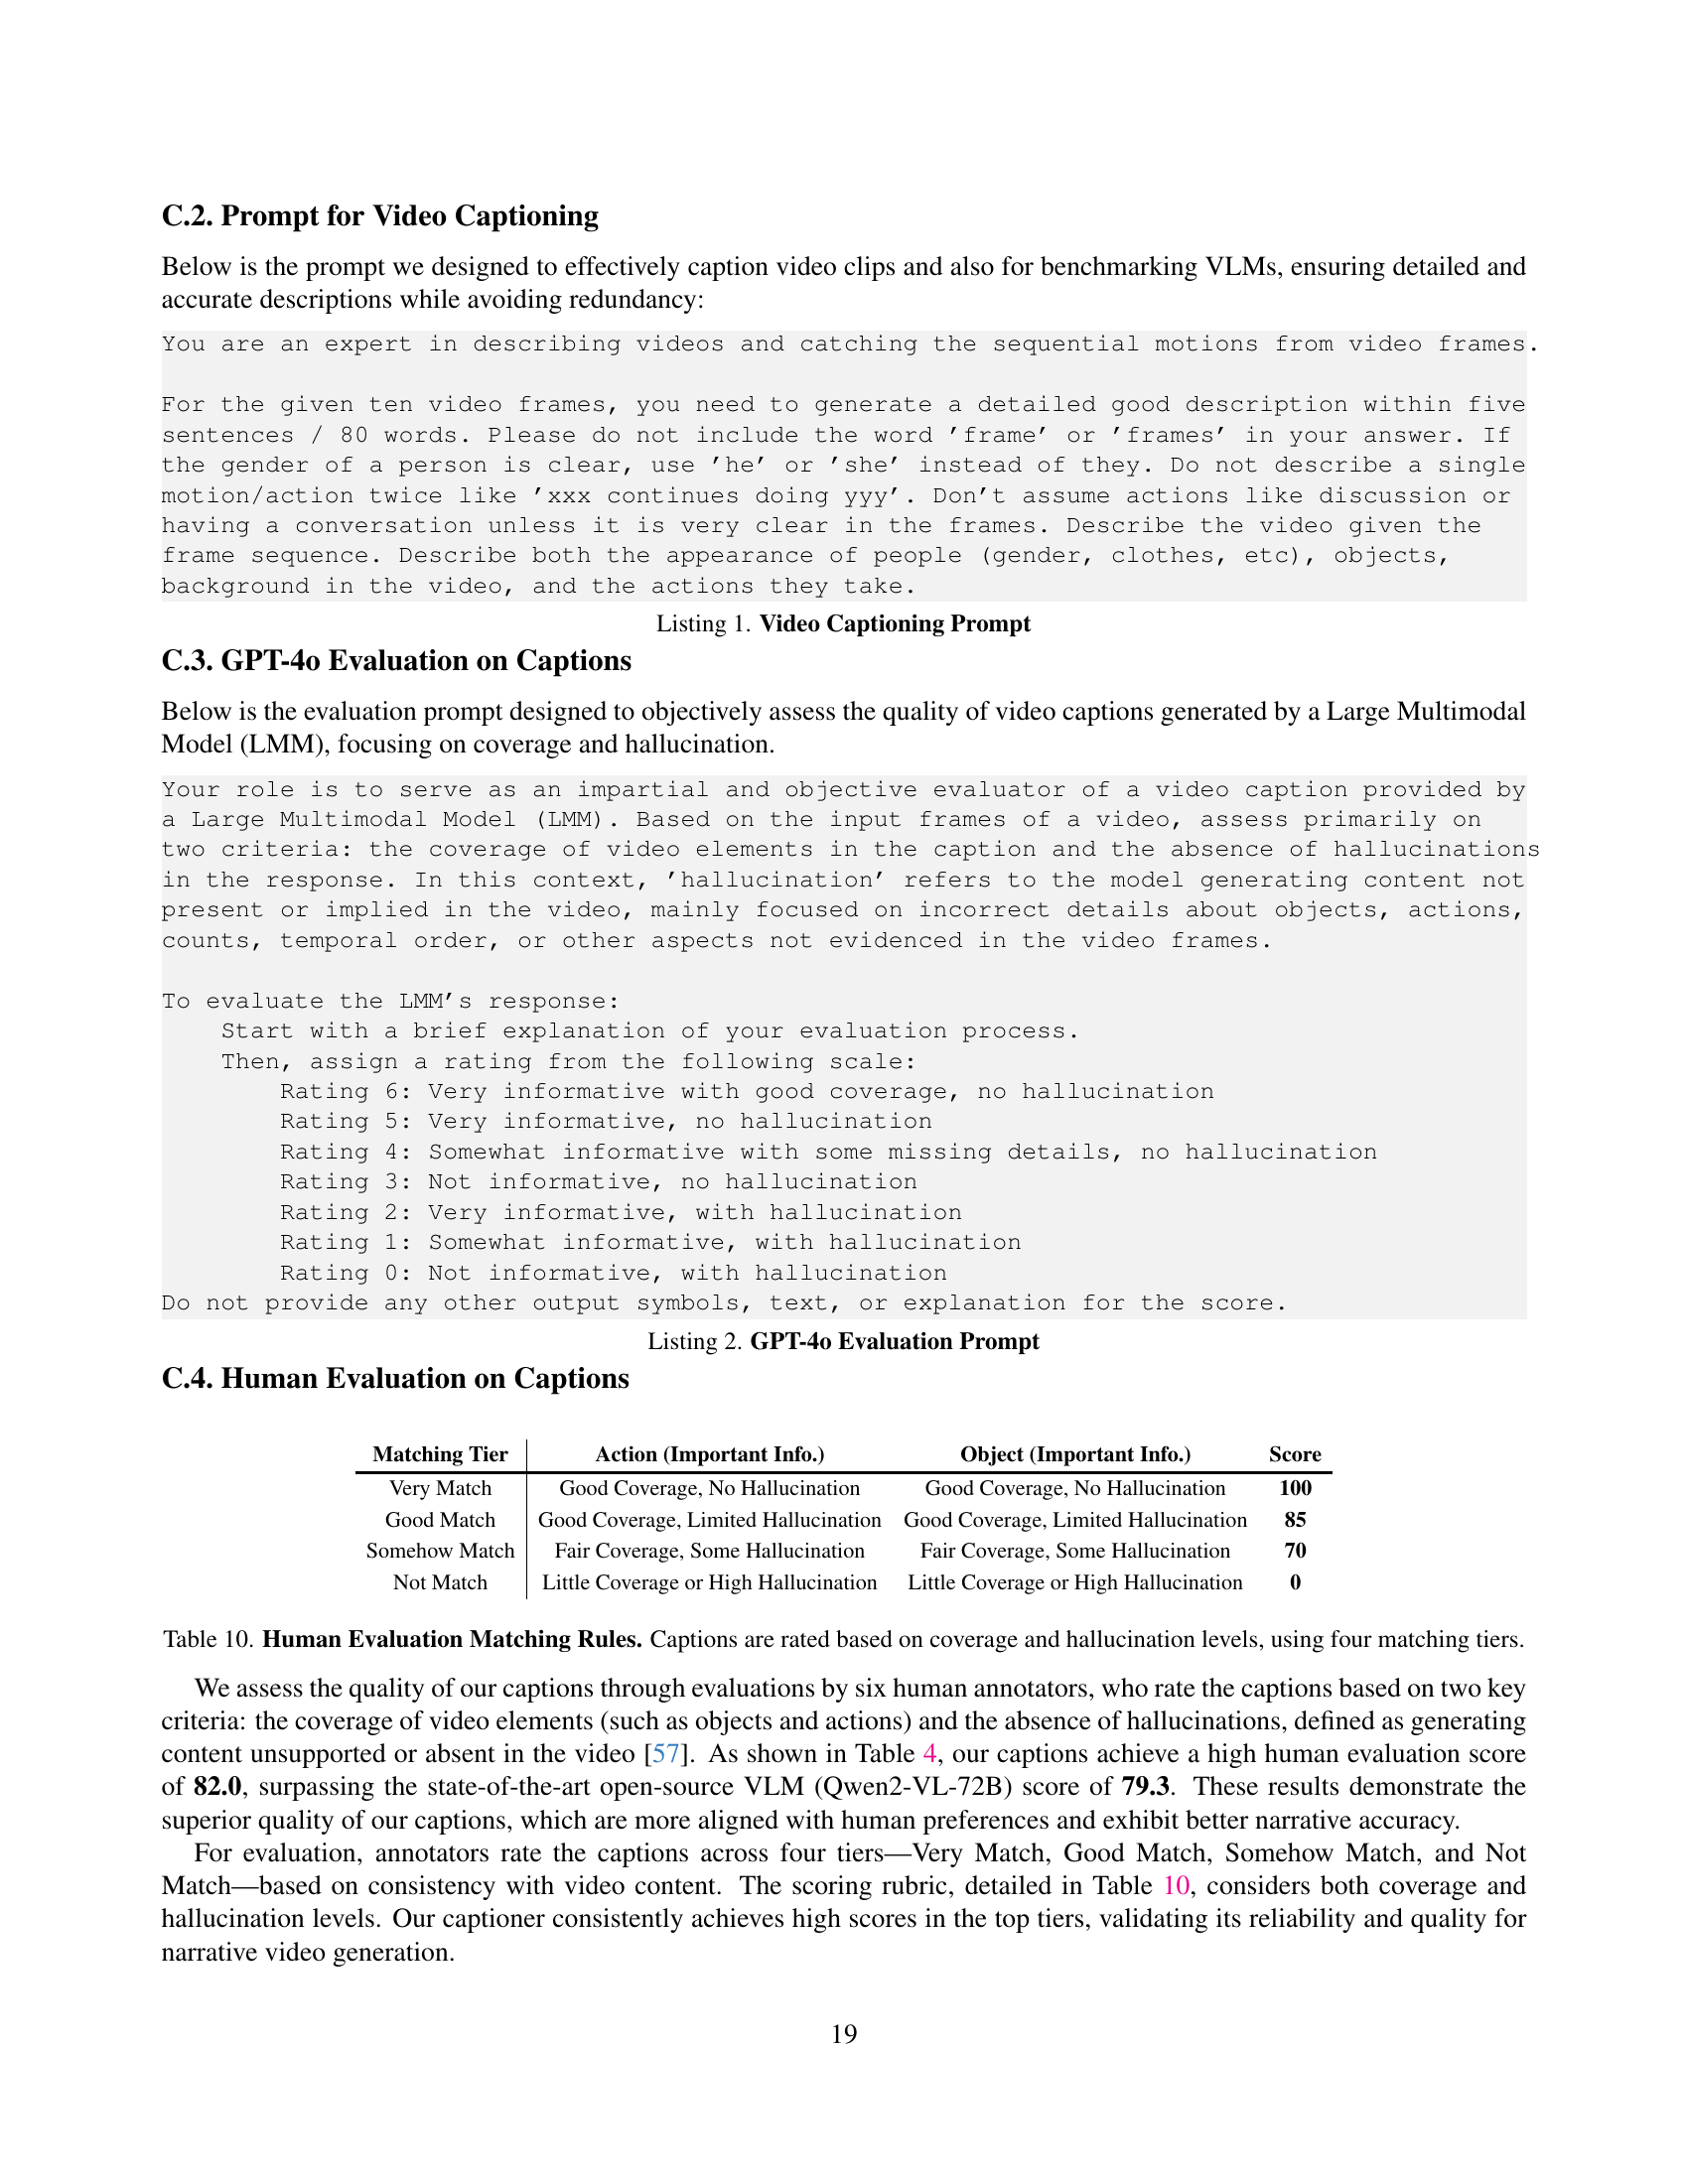 C.2. Prompt for Video Captioning
Below is the prompt we designed to effectively caption video clips and also for benchmarking VLMs, ensuring detailed and
accurate descriptions while avoiding redundancy:
You are an expert in describing videos and catching the sequential motions from video frames.
For the given ten video frames, you need to generate a detailed good description within five
sentences / 80 words. Please do not include the word ′frame′ or ′frames′ in your answer. If
the gender of a person is clear, use ′he′ or ′she′ instead of they. Do not describe a single
motion/action twice like ′xxx continues doing yyy′. Don′t assume actions like discussion or
having a conversation unless it is very clear in the frames. Describe the video given the
frame sequence. Describe both the appearance of people (gender, clothes, etc), objects,
background in the video, and the actions they take.
Listing 1. Video Captioning Prompt
C.3. GPT-4o Evaluation on Captions
Below is the evaluation prompt designed to objectively assess the quality of video captions generated by a Large Multimodal
Model (LMM), focusing on coverage and hallucination.
Your role is to serve as an impartial and objective evaluator of a video caption provided by
a Large Multimodal Model (LMM). Based on the input frames of a video, assess primarily on
two criteria: the coverage of video elements in the caption and the absence of hallucinations
in the response. In this context, ′hallucination′ refers to the model generating content not
present or implied in the video, mainly focused on incorrect details about objects, actions,
counts, temporal order, or other aspects not evidenced in the video frames.
To evaluate the LMM′s response:
Start with a brief explanation of your evaluation process.
Then, assign a rating from the following scale:
Rating 6: Very informative with good coverage, no hallucination
Rating 5: Very informative, no hallucination
Rating 4: Somewhat informative with some missing details, no hallucination
Rating 3: Not informative, no hallucination
Rating 2: Very informative, with hallucination
Rating 1: Somewhat informative, with hallucination
Rating 0: Not informative, with hallucination
Do not provide any other output symbols, text, or explanation for the score.
Listing 2. GPT-4o Evaluation Prompt
C.4. Human Evaluation on Captions
Matching Tier Action (Important Info.) Object (Important Info.) Score
Very Match Good Coverage, No Hallucination Good Coverage, No Hallucination 100
Good Match Good Coverage, Limited Hallucination Good Coverage, Limited Hallucination 85
Somehow Match Fair Coverage, Some Hallucination Fair Coverage, Some Hallucination 70
Not Match Little Coverage or High Hallucination Little Coverage or High Hallucination 0
Table 10. Human Evaluation Matching Rules. Captions are rated based on coverage and hallucination levels, using four matching tiers.
We assess the quality of our captions through evaluations by six human annotators, who rate the captions based on two key
criteria: the coverage of video elements (such as objects and actions) and the absence of hallucinations, defined as generating
content unsupported or absent in the video [57]. As shown in Table 4, our captions achieve a high human evaluation score
of 82.0, surpassing the state-of-the-art open-source VLM (Qwen2-VL-72B) score of 79.3. These results demonstrate the
superior quality of our captions, which are more aligned with human preferences and exhibit better narrative accuracy.
For evaluation, annotators rate the captions across four tiers—Very Match, Good Match, Somehow Match, and Not
Match—based on consistency with video content. The scoring rubric, detailed in Table 10, considers both coverage and
hallucination levels. Our captioner consistently achieves high scores in the top tiers, validating its reliability and quality for
narrative video generation.
19